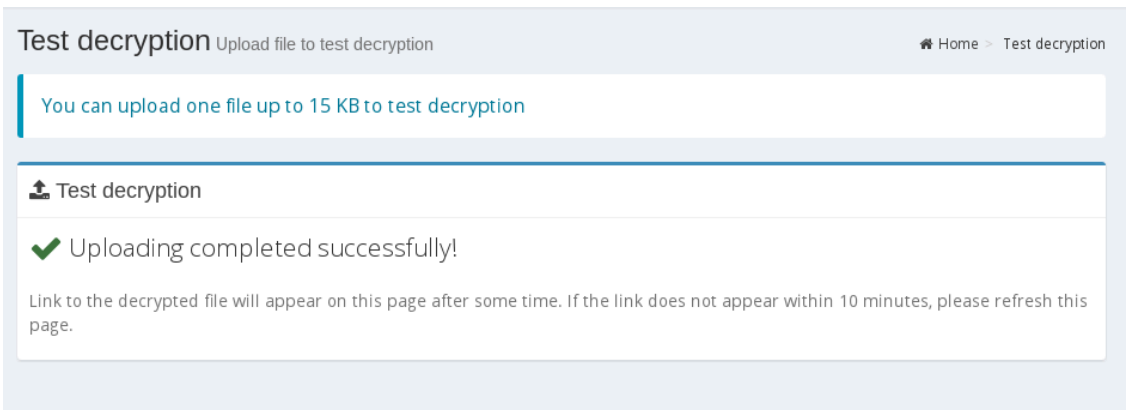 Test decryption Upload file to test decryption Home > Test decryption
You can upload one file up to 15 KB to test decryption
Test decryption
Uploading completed successfully!
Link to the decrypted file will appear on this page after some time. If the link does not appear within 10 minutes, please refresh this
page.